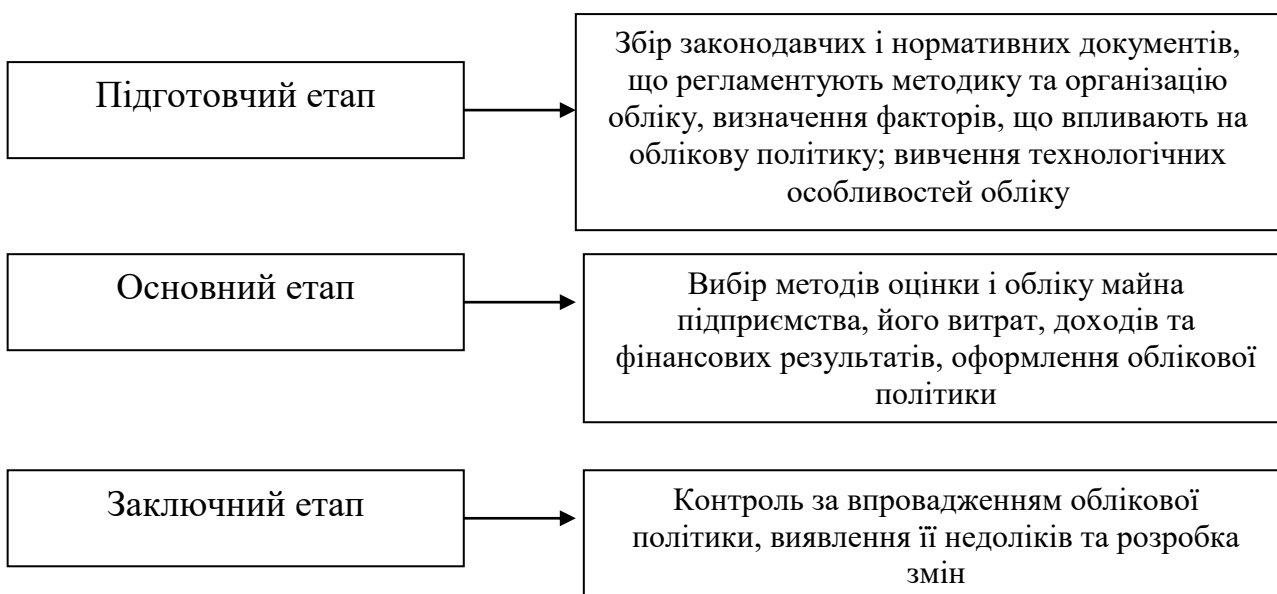 Підготовчий етап
Збір законодавчих і нормативних документів,
що регламентують методику та організацію
обліку, визначення факторів, що впливають на
облікову політику; вивчення технологічних
особливостей обліку
Основний етап
Вибір методів оцінки і обліку майна
підприємства, його витрат, доходів та
фінансових результатів, оформлення облікової
політики
Заключний етап
Контроль за впровадженням облікової
політики, виявлення її недоліків та розробка
змін